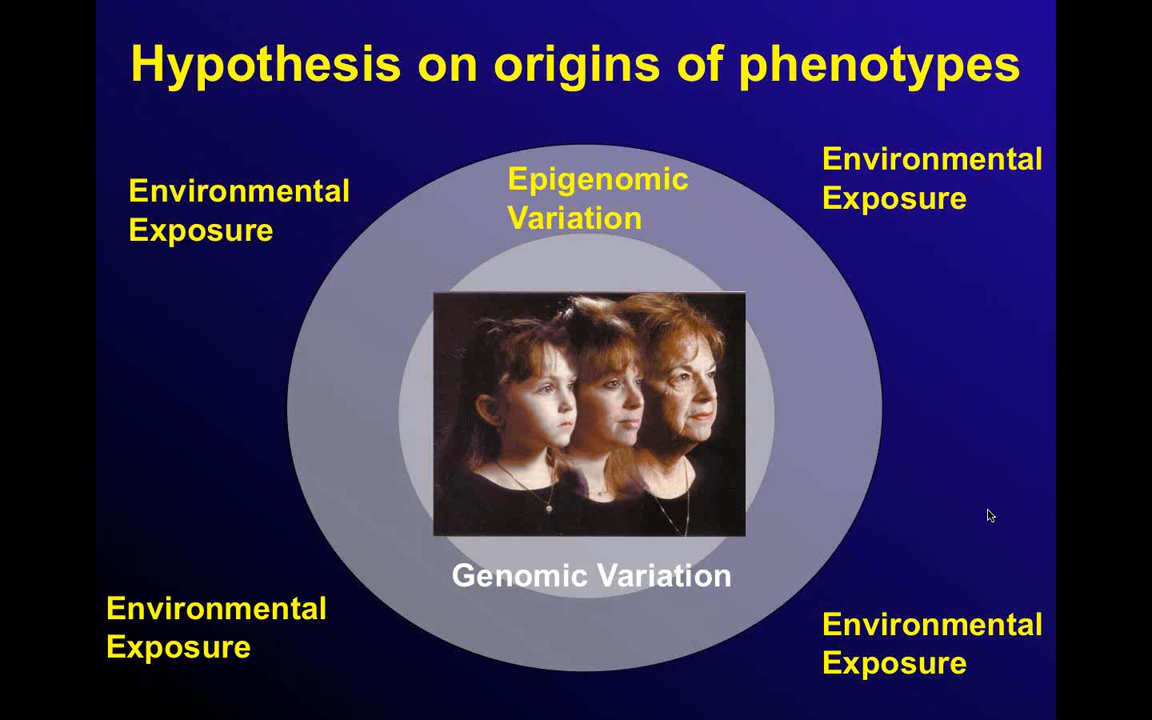 Hypothesis on origins of phenotypes
Environmental
Exposure
Epigenomic
Variation
Environmental
Exposure
Genomic Variation
Environmental
Exposure
Environmental
Exposure